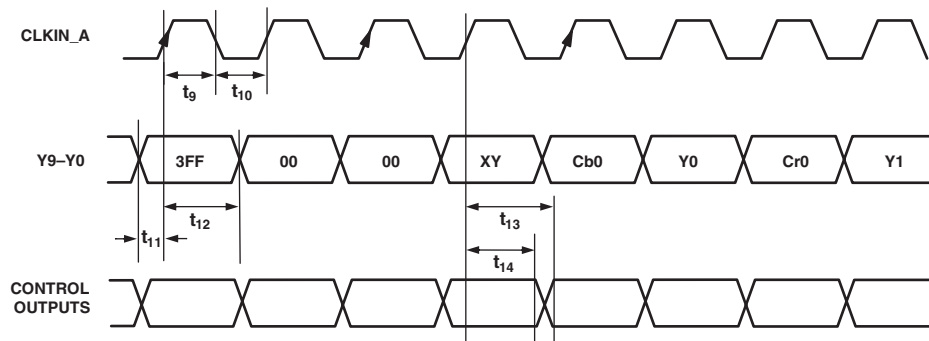 CLKIN_A
t9 t10
Y9–Y0 3FF 00 00 XY Cb0 Y0 Cr0 Y1
t12 t13
t11 t14
CONTROL
OUTPUTS